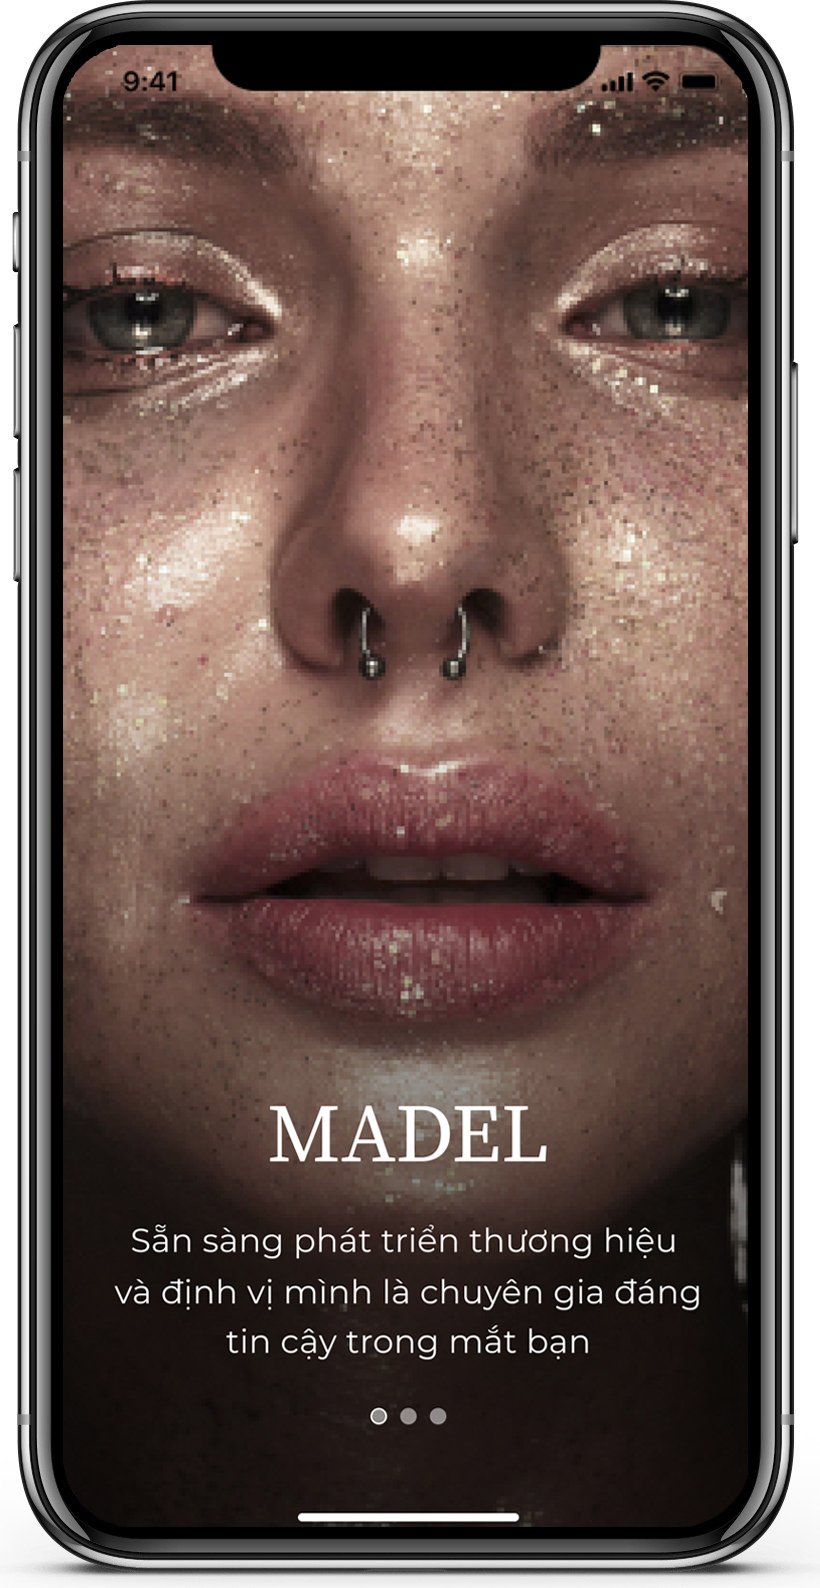 9:41
MADEL
Sẵn sàng phát triển thương hiệu
và định vị mình là chuyên gia đáng
tin cậy trong mắt bạn